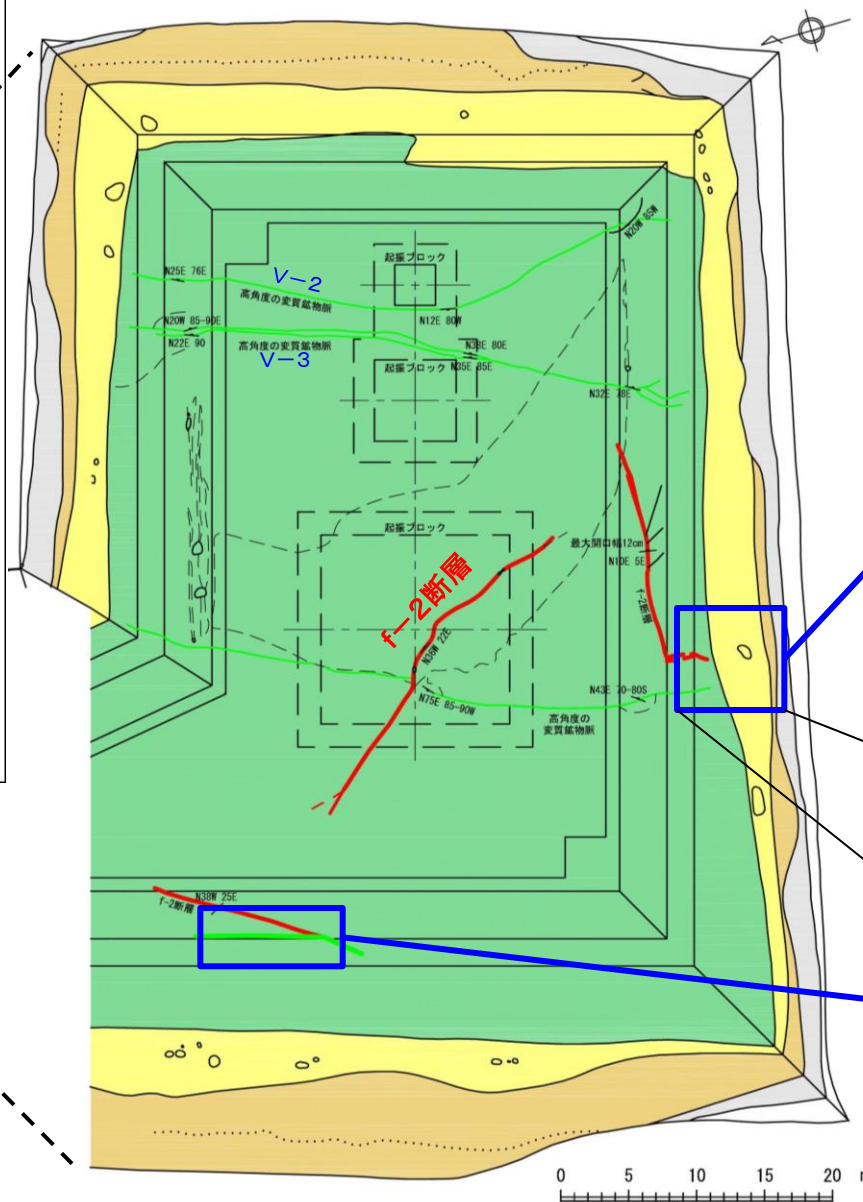 N20W 85W
起振ブロック
N25E 76E
V-2
高角度の変質鉱物脈
N20W 85-90E
N12E 80W
N22E 90
高角度の変質鉱物脈
V-3
N38E 80E
起振ブロック
N35E 85E
N32E 78E
起振ブロック
最大開口幅12cm
N10E 5E
f-2断層
f-2断層
N36W 22E
N75E 85-90W
N43E 70-80S
高角度の
変質鉱物脈
N38W 25E
f-2断層
0 5 10 15 20